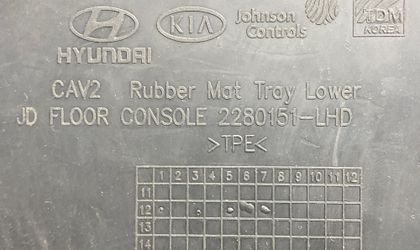 HYUNDAI KIA Johnson Controls TDM KOREA
CAV2 Rubber Mat Tray Lower
JD FLOOR CONSOLE 2280151-LHD
>TPE<
1 2 3 4 5 6 7 8 9 10 11 12
11
12
13
14